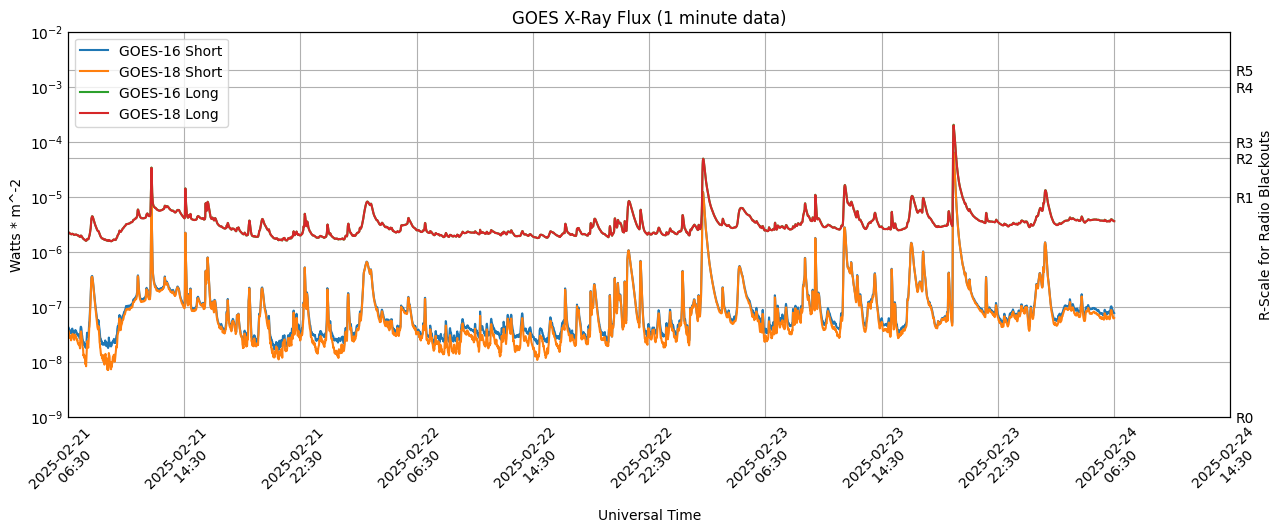 GOES X-Ray Flux (1 minute data)
GOES-16 Short
GOES-18 Short
GOES-16 Long
GOES-18 Long
Watts * m^-2
10^-2
10^-3
10^-4
10^-5
10^-6
10^-7
10^-8
10^-9
R5
R4
R3
R2
R1
R0
R-Scale for Radio Blackouts
2025-02-21
06:30
2025-02-21
14:30
2025-02-21
22:30
2025-02-22
06:30
2025-02-22
14:30
2025-02-22
22:30
2025-02-23
06:30
2025-02-23
14:30
2025-02-23
22:30
2025-02-24
06:30
2025-02-24
14:30
Universal Time